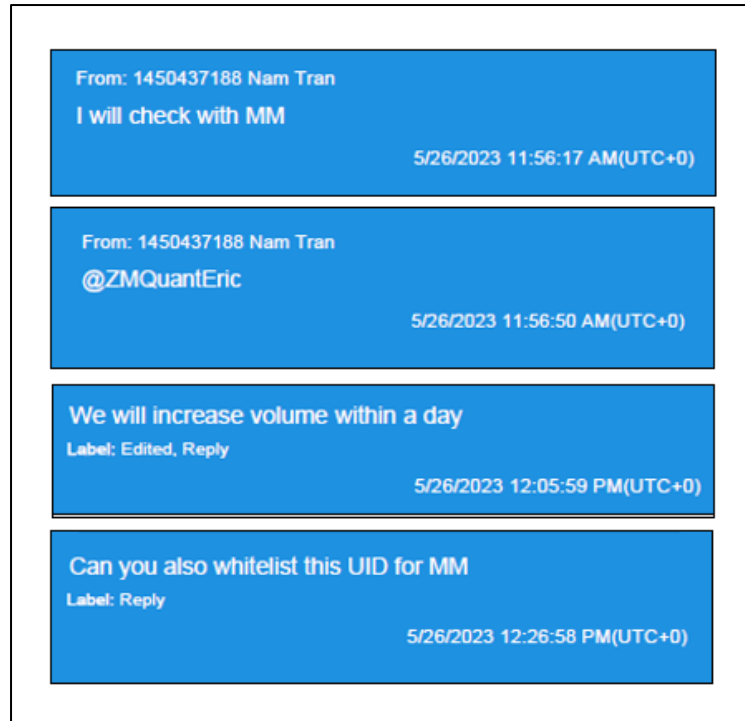 From: 1450437188 Nam Tran
I will check with MM
5/26/2023 11:56:17 AM(UTC+0)
From: 1450437188 Nam Tran
@ZMQuantEric
5/26/2023 11:56:50 AM(UTC+0)
We will increase volume within a day
Label: Edited, Reply
5/26/2023 12:05:59 PM(UTC+0)
Can you also whitelist this UID for MM
Label: Reply
5/26/2023 12:26:58 PM(UTC+0)